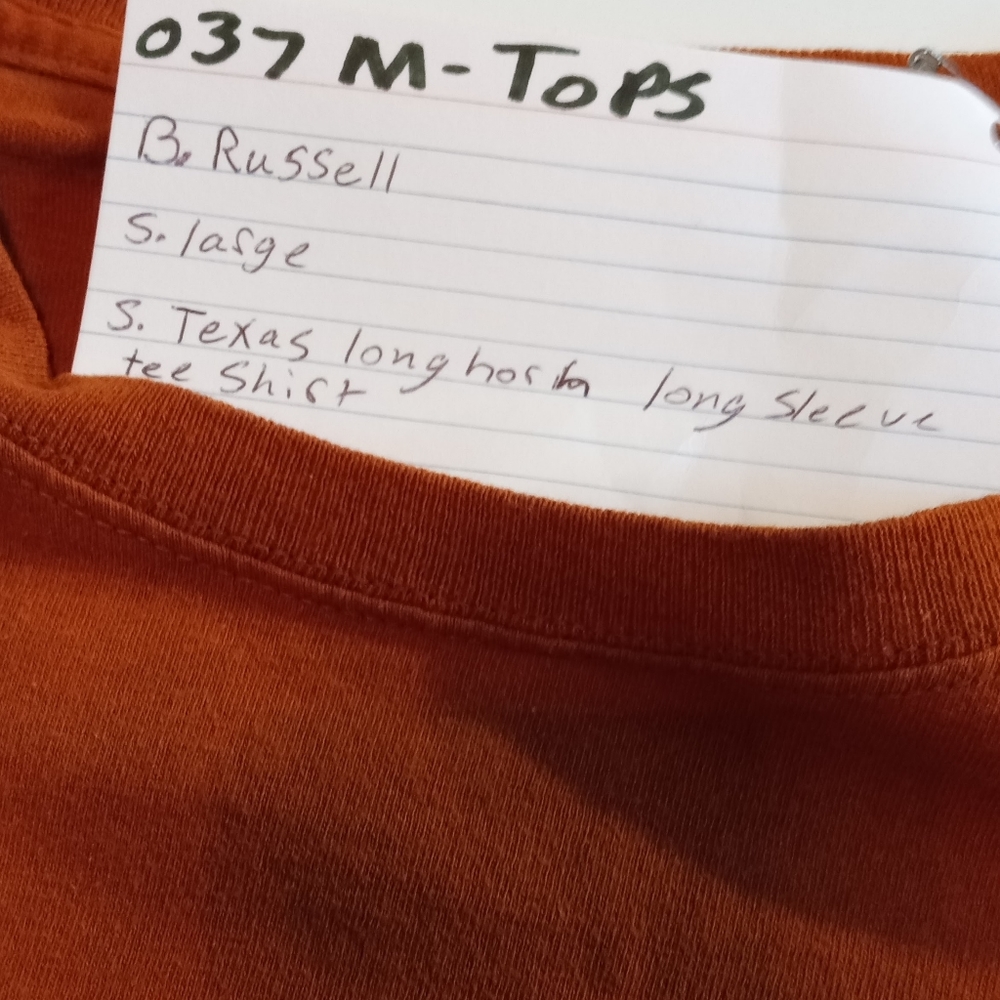 037 M-TOPS
B. Russell
S. large
S. Texas longhorn long sleeve
tee shirt